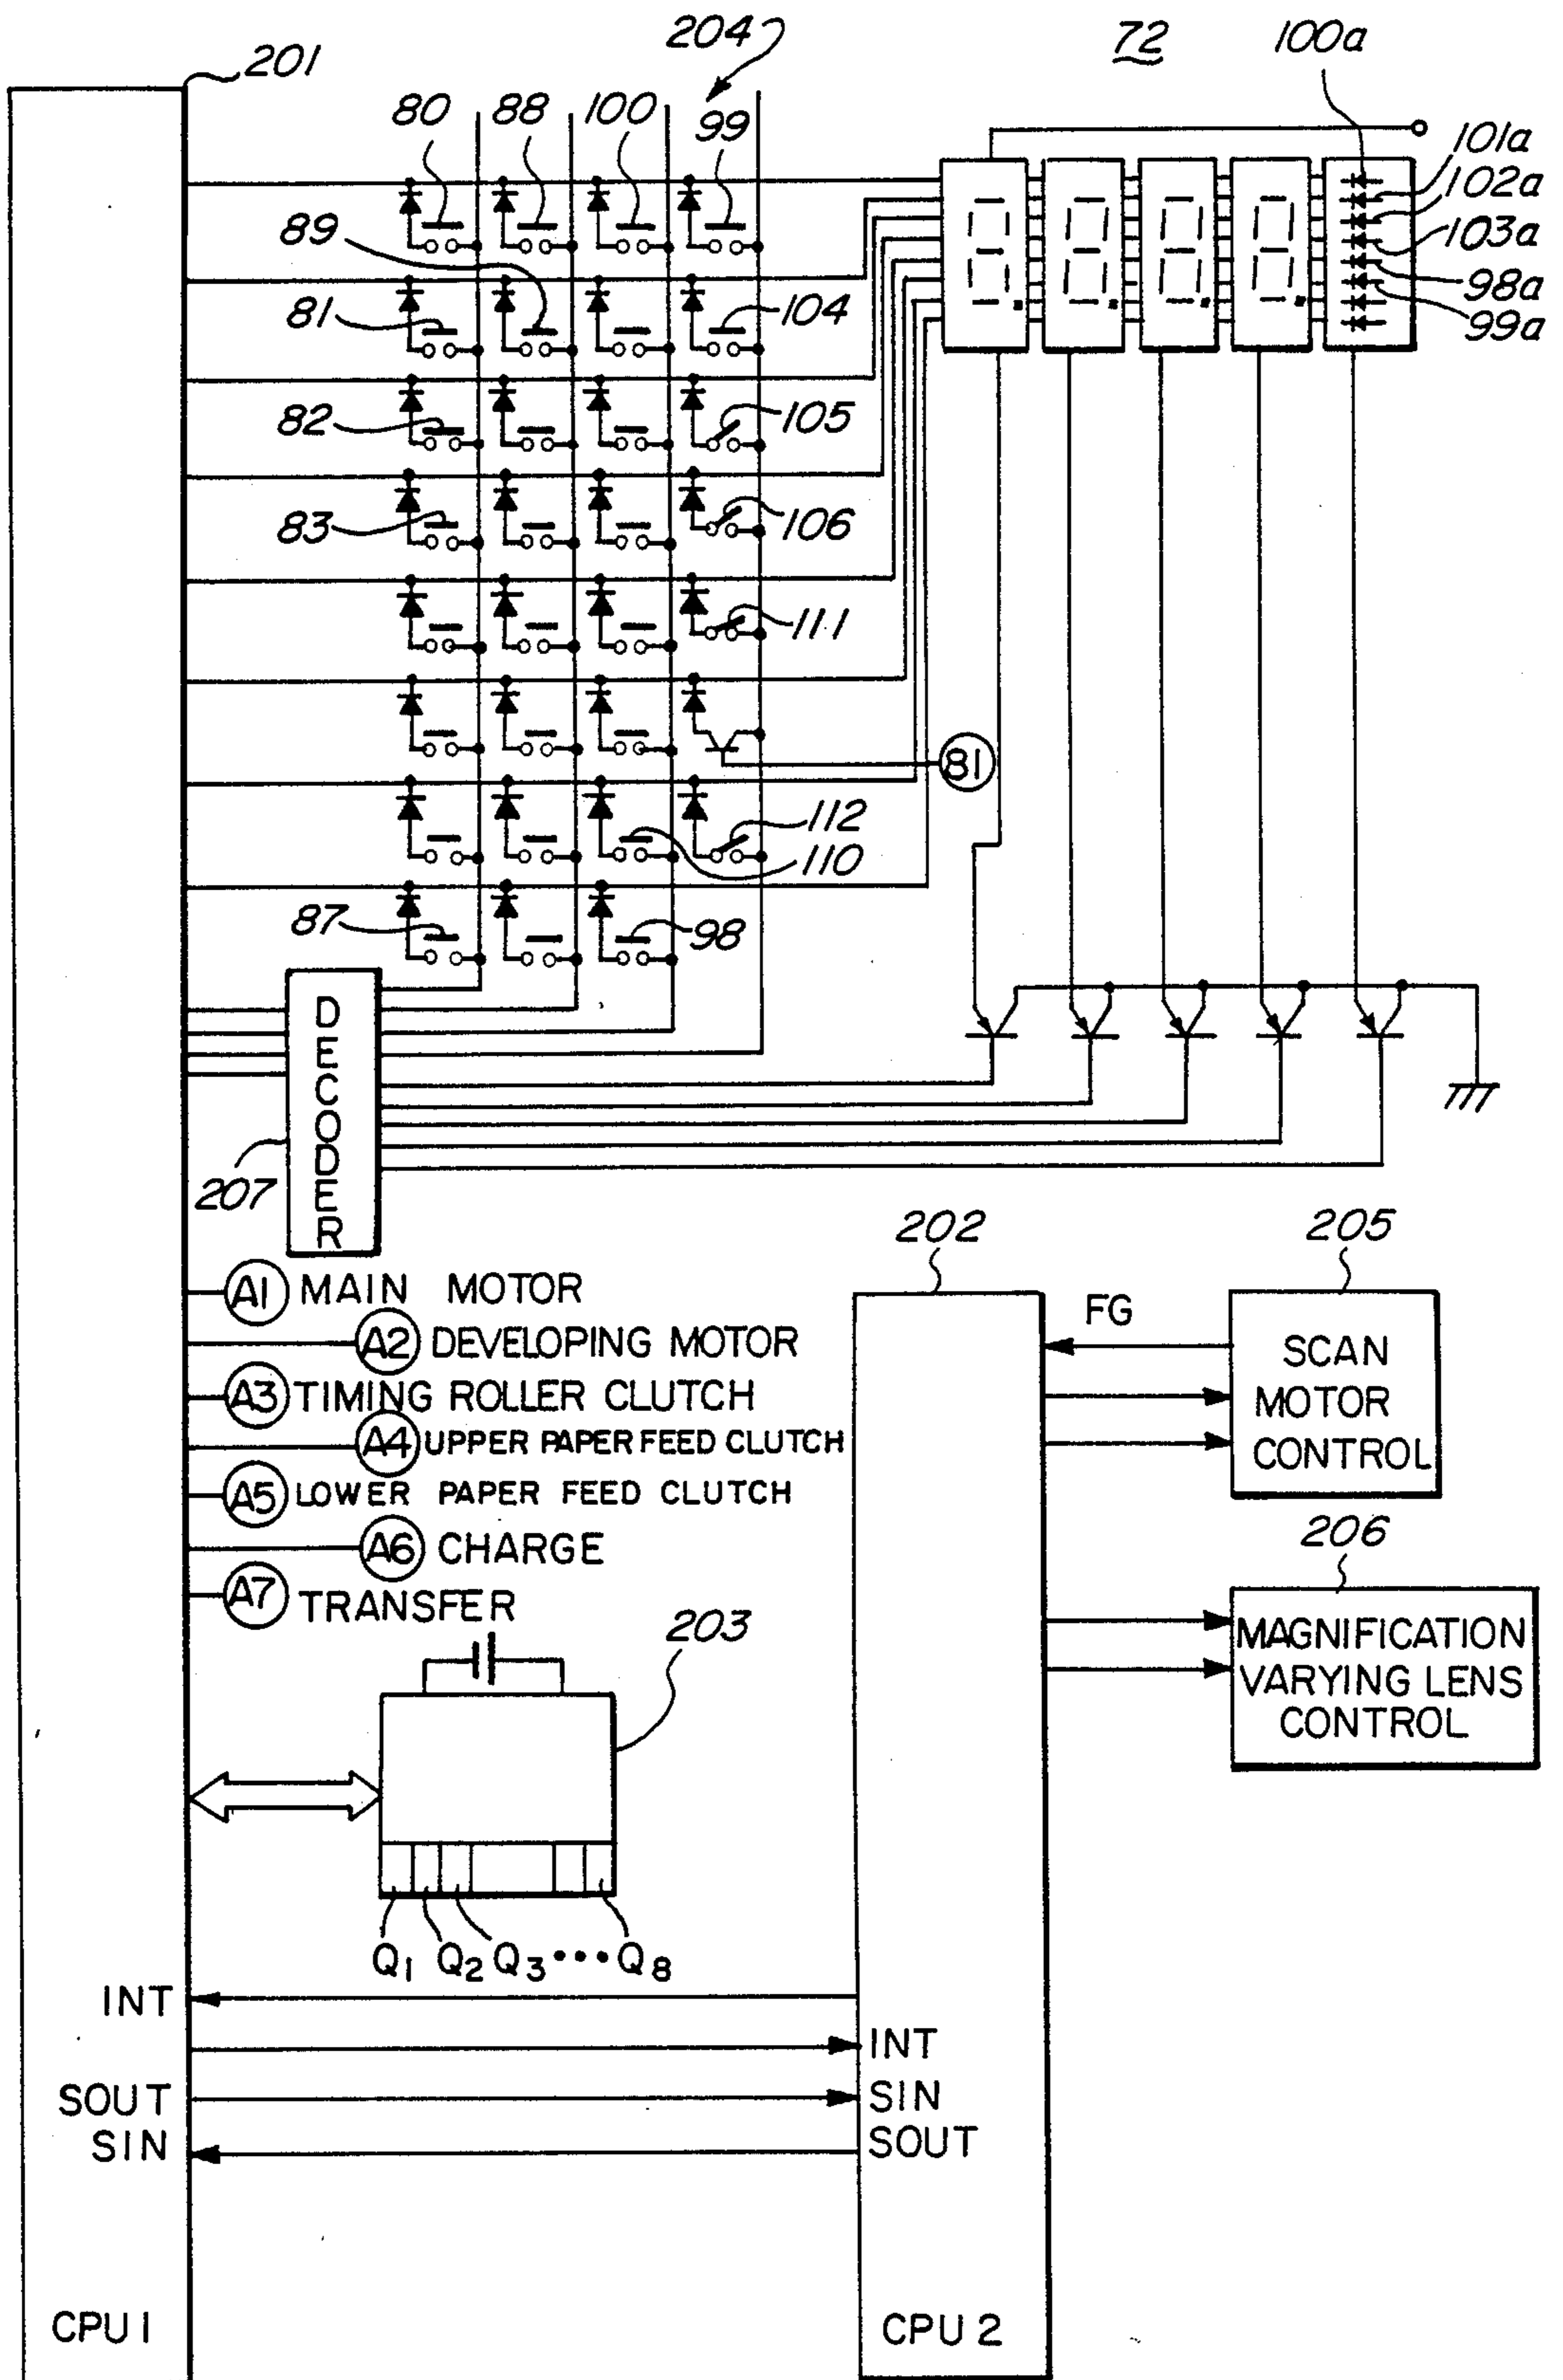 204
72
100a
201
80
88
100
99
101a
102a
103a
98a
99a
89
81
104
82
105
83
106
111
81
112
110
87
98
DECODER
207
202
205
A1 MAIN MOTOR
A2 DEVELOPING MOTOR
A3 TIMING ROLLER CLUTCH
A4 UPPER PAPER FEED CLUTCH
A5 LOWER PAPER FEED CLUTCH
A6 CHARGE
A7 TRANSFER
FG
SCAN
MOTOR
CONTROL
206
MAGNIFICATION
VARYING LENS
CONTROL
203
Q1 Q2 Q3 ••• Q8
INT
INT
SOUT
SIN
SIN
SOUT
CPU 1
CPU 2